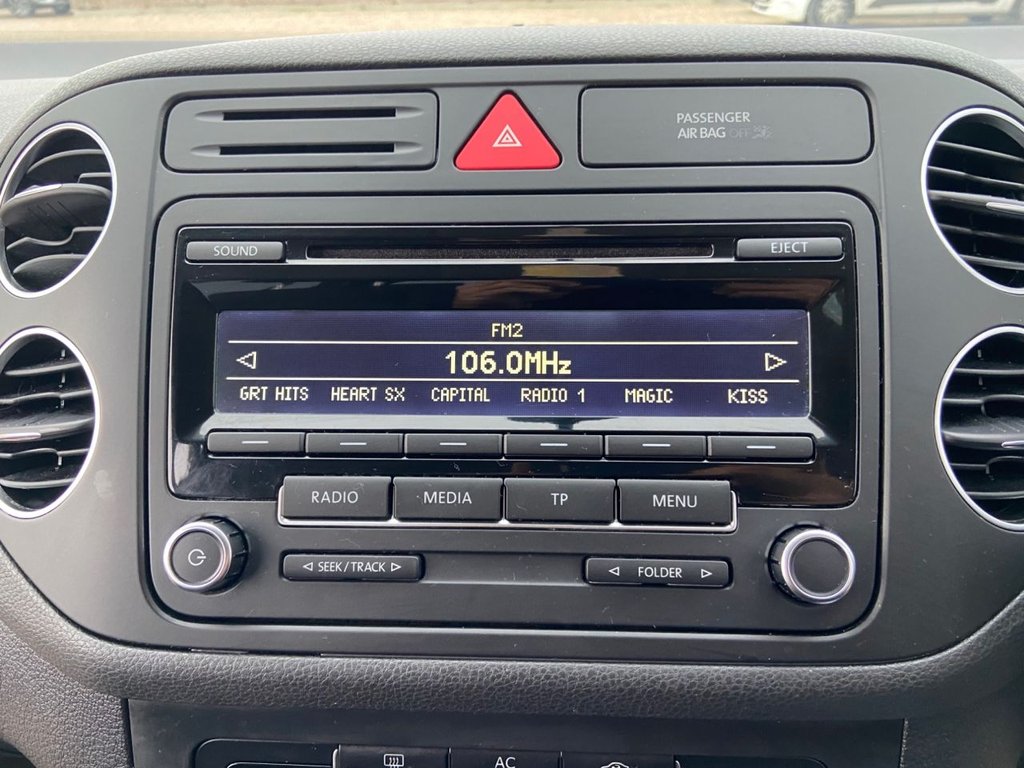 PASSENGER
AIR BAG OFF
SOUND
EJECT
FM2
106.0MHz
GRT HITS HEART SX CAPITAL RADIO 1 MAGIC KISS
RADIO MEDIA TP MENU
SEEK/TRACK
FOLDER
AC